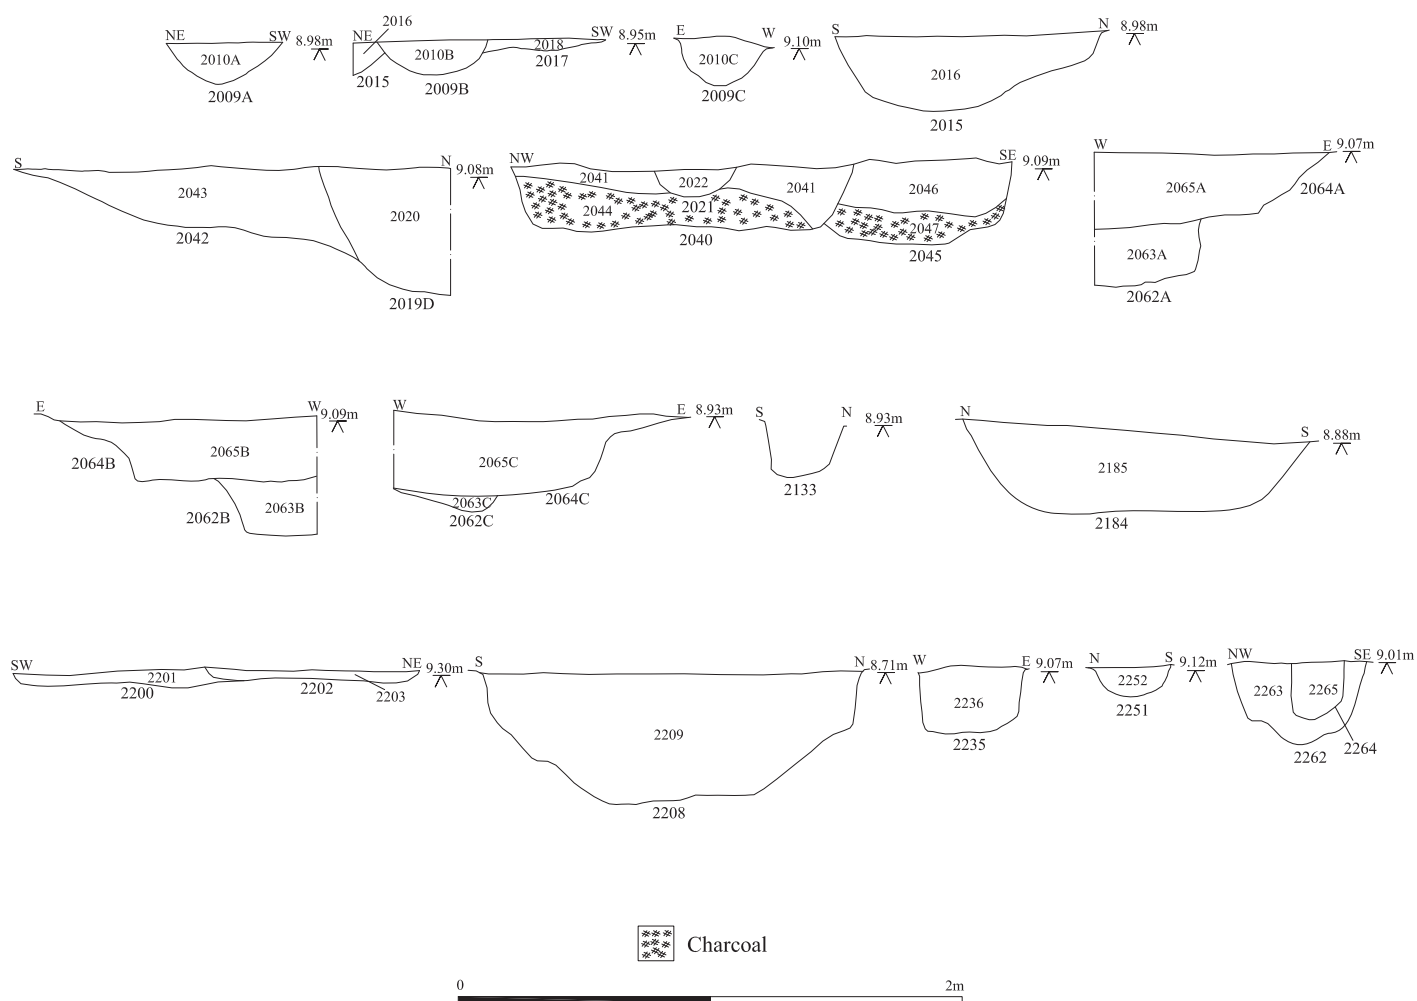 NE SW 8.98m
2010A
2009A
2016
NE SW 8.95m
2010B 2018
2015 2009B 2017
E W 9.10m
2010C
2009C
S N 8.98m
2016
2015
S N 9.08m
2043 2020
2042
2019D
NW SE 9.09m
2041 2022 2041 2046
2044 2021 2047
2040 2045
W E 9.07m
2065A 2064A
2063A
2062A
E W 9.09m
2064B 2065B
2062B 2063B
W E 8.93m
2065C
2063C 2064C
2062C
S N 8.93m
2133
N S 8.88m
2185
2184
SW NE 9.30m
2201
2200 2202 2203
S N 8.71m
2209
2208
W E 9.07m
2236
2235
N S 9.12m
2252
2251
NW SE 9.01m
2263 2265
2262 2264
Charcoal
0 2m